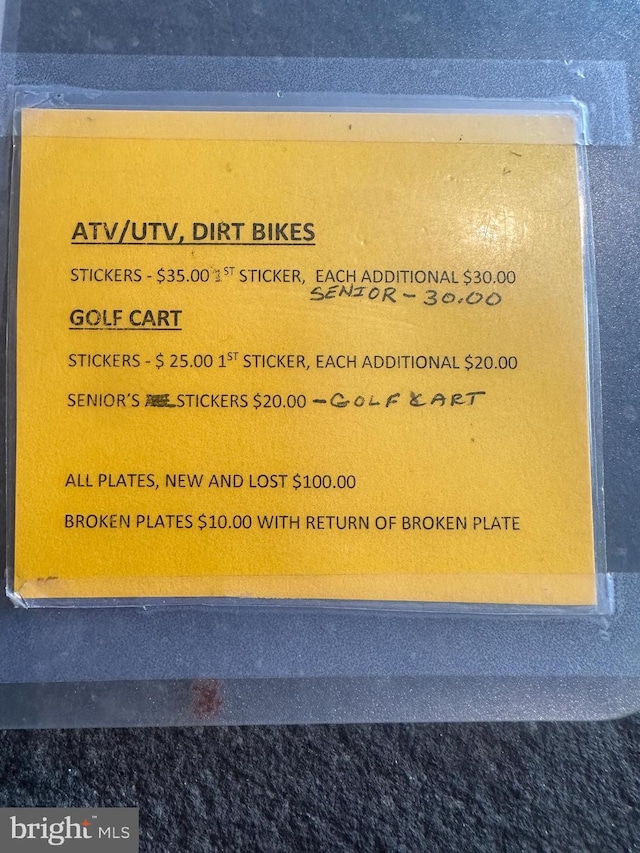 ATV/UTV, DIRT BIKES
STICKERS - $35.00 1ST STICKER, EACH ADDITIONAL $30.00
SENIOR - 30.00
GOLF CART
STICKERS - $ 25.00 1ST STICKER, EACH ADDITIONAL $20.00
SENIOR'S STICKERS $20.00 - GOLF CART
ALL PLATES, NEW AND LOST $100.00
BROKEN PLATES $10.00 WITH RETURN OF BROKEN PLATE
bright™ MLS